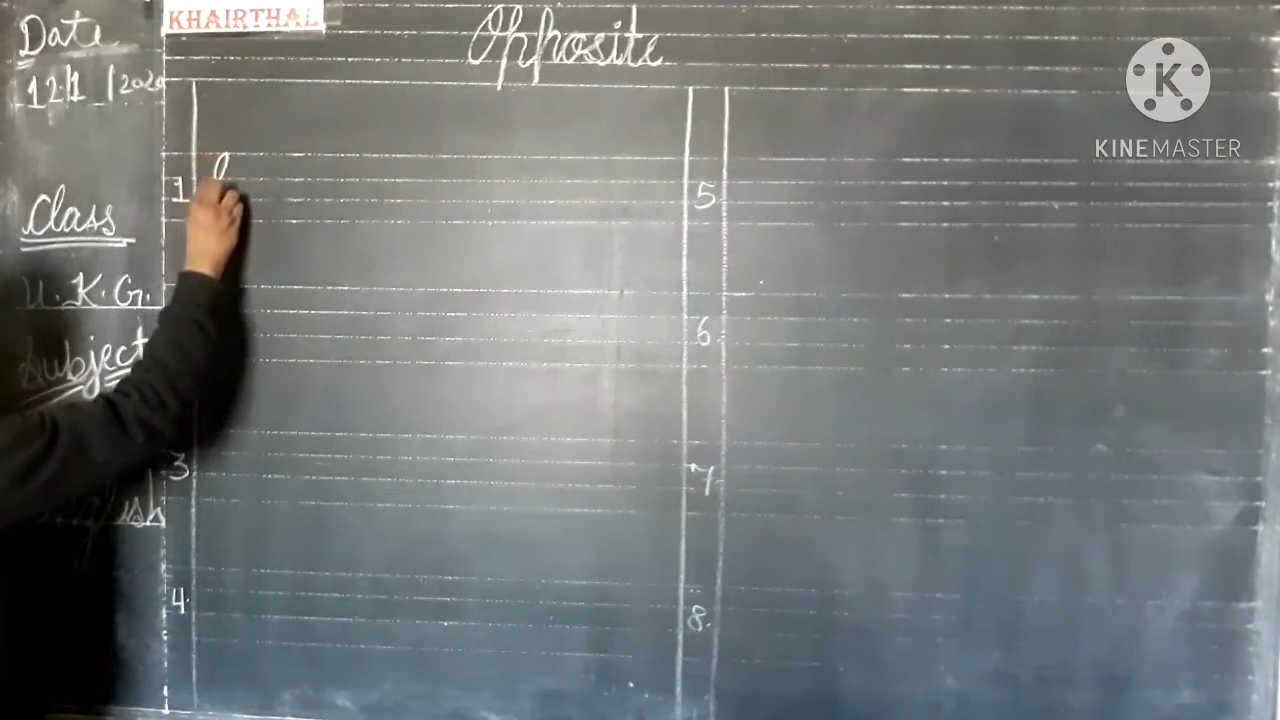 KHAIRTHAL
Opposite
Date
12/1/2020
Class
U.K.G.
Subject
1
3
4
5
6
7
8
KINEMASTER